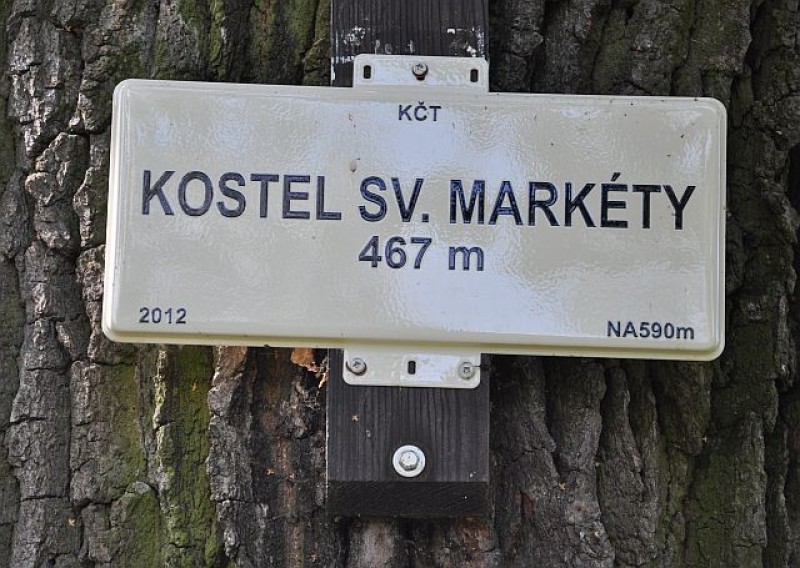 KČT
KOSTEL SV. MARKÉTY
467 m
2012
NA590m